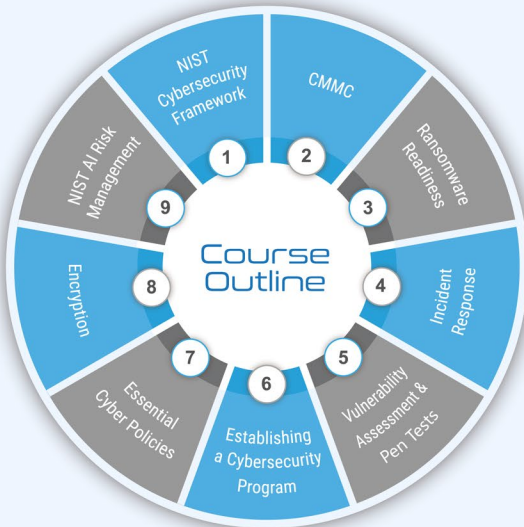 NIST
Cybersecurity
Framework
1
CMMC
2
Ransomware
Readiness
3
Incident
Response
4
Vulnerability
Assessment &
Pen Tests
5
Establishing
a Cybersecurity
Program
6
Essential
Cyber Policies
7
Encryption
8
NIST AI Risk
Management
9
Course
Outline